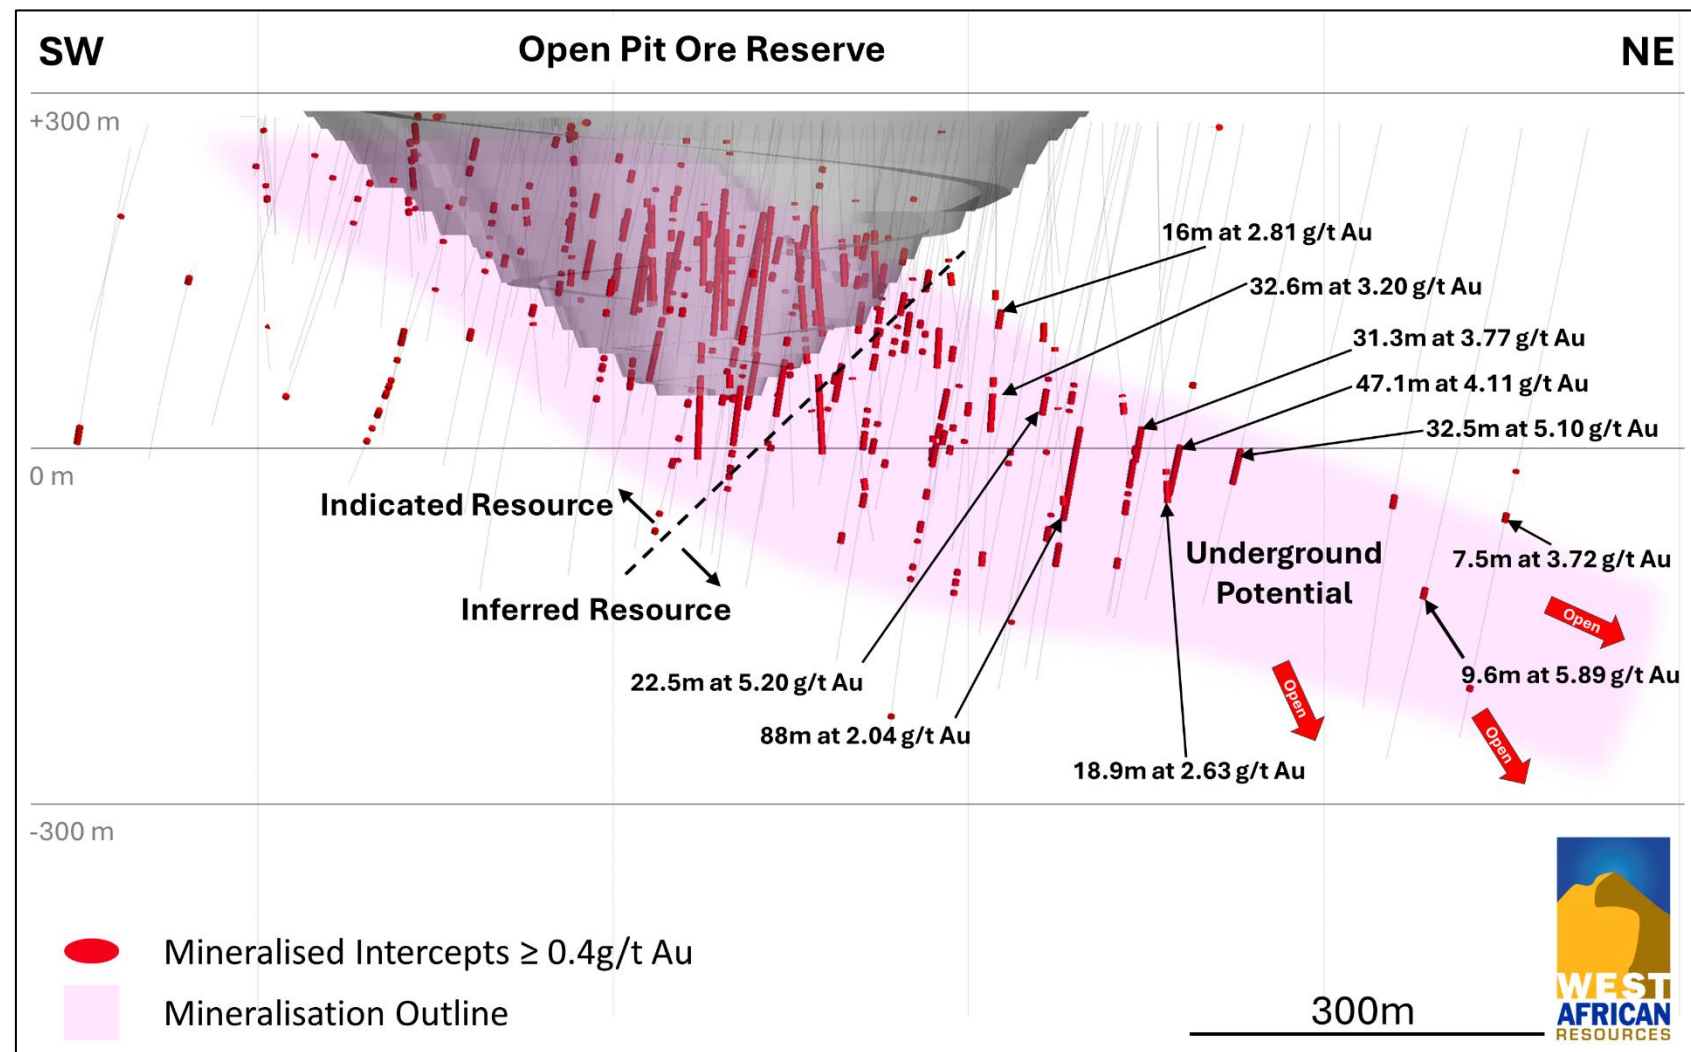 SW
Open Pit Ore Reserve
NE
+300 m
16m at 2.81 g/t Au
32.6m at 3.20 g/t Au
31.3m at 3.77 g/t Au
47.1m at 4.11 g/t Au
32.5m at 5.10 g/t Au
0 m
Indicated Resource
Inferred Resource
Underground
Potential
7.5m at 3.72 g/t Au
Open
9.6m at 5.89 g/t Au
22.5m at 5.20 g/t Au
Open
Open
88m at 2.04 g/t Au
18.9m at 2.63 g/t Au
-300 m
Mineralised Intercepts ≥ 0.4g/t Au
Mineralisation Outline
300m
WEST
AFRICAN
RESOURCES